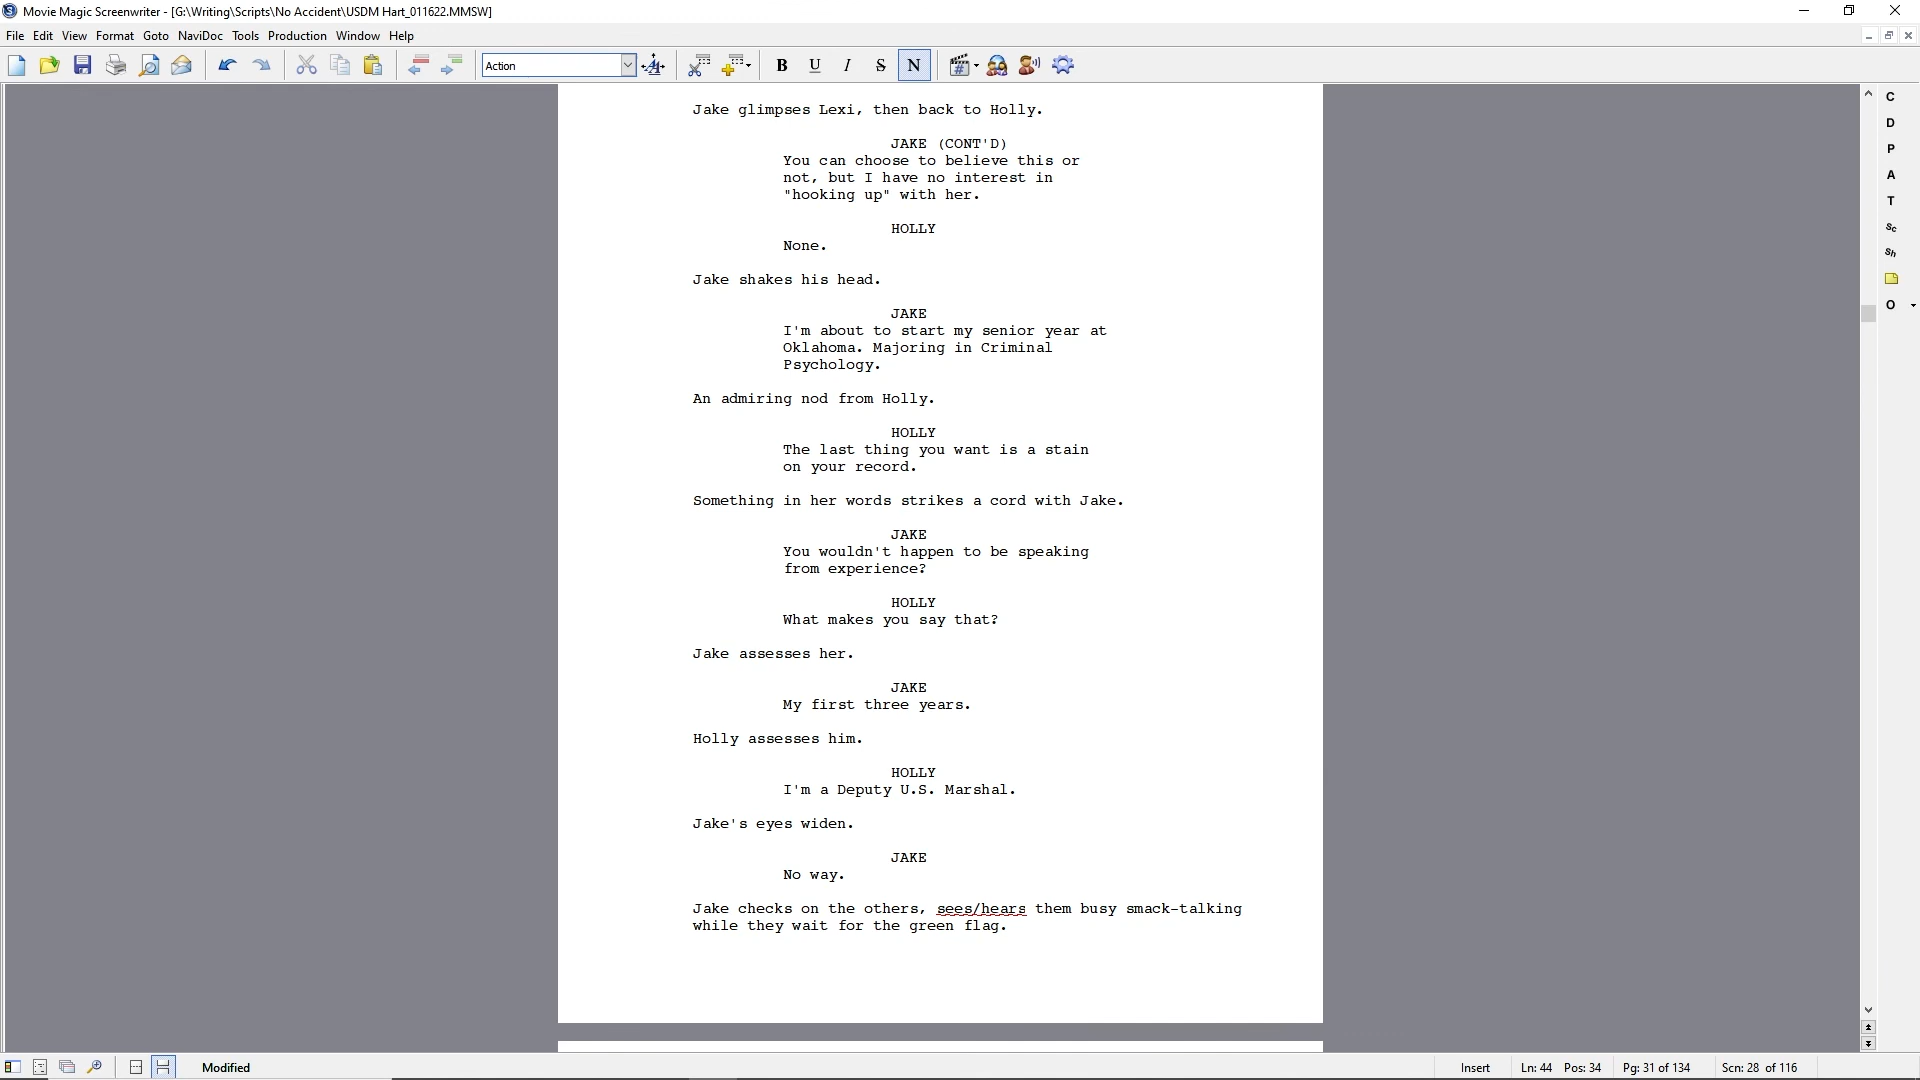 Movie Magic Screenwriter - [G:\Writing\Scripts\No Accident\USDM Hart_011622.MMSW]
File Edit View Format Goto NaviDoc Tools Production Window Help
Action
B U I S N
C
D
P
A
T
Sc
Sh
O
Jake glimpses Lexi, then back to Holly.
JAKE (CONT'D)
You can choose to believe this or
not, but I have no interest in
"hooking up" with her.
HOLLY
None.
Jake shakes his head.
JAKE
I'm about to start my senior year at
Oklahoma. Majoring in Criminal
Psychology.
An admiring nod from Holly.
HOLLY
The last thing you want is a stain
on your record.
Something in her words strikes a cord with Jake.
JAKE
You wouldn't happen to be speaking
from experience?
HOLLY
What makes you say that?
Jake assesses her.
JAKE
My first three years.
Holly assesses him.
HOLLY
I'm a Deputy U.S. Marshal.
Jake's eyes widen.
JAKE
No way.
Jake checks on the others, sees/hears them busy smack-talking
while they wait for the green flag.
Modified Insert Ln: 44 Pos: 34 Pg: 31 of 134 Scn: 28 of 116